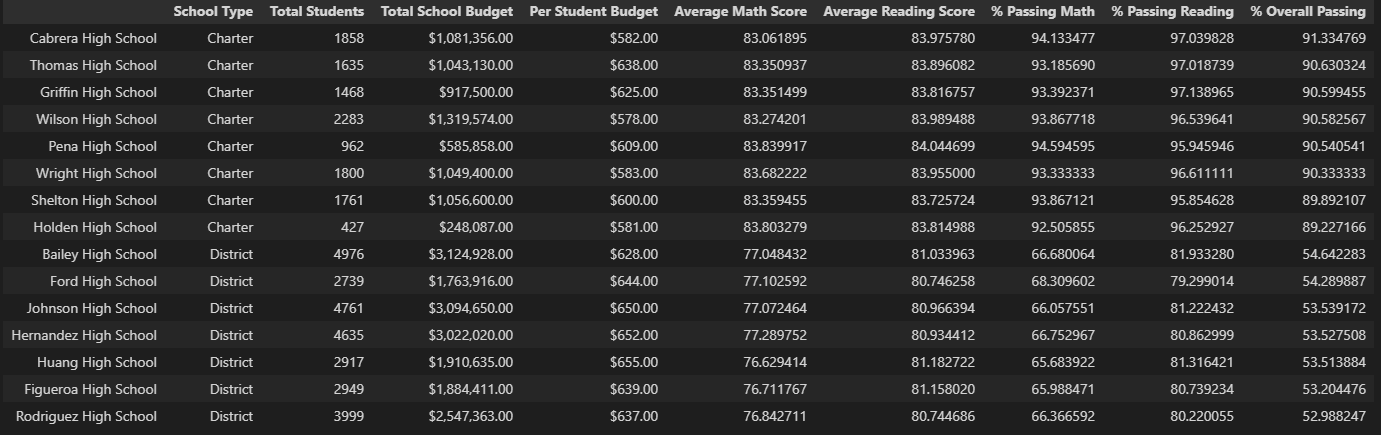 School Type Total Students Total School Budget Per Student Budget Average Math Score Average Reading Score % Passing Math % Passing Reading % Overall Passing
Cabrera High School Charter 1858 $1,081,356.00 $582.00 83.061895 83.975780 94.133477 97.039828 91.334769
Thomas High School Charter 1635 $1,043,130.00 $638.00 83.350937 83.896082 93.185690 97.018739 90.630324
Griffin High School Charter 1468 $917,500.00 $625.00 83.351499 83.816757 93.392371 97.138965 90.599455
Wilson High School Charter 2283 $1,319,574.00 $578.00 83.274201 83.989488 93.867718 96.539641 90.582567
Pena High School Charter 962 $585,858.00 $609.00 83.839917 84.044699 94.594595 95.945946 90.540541
Wright High School Charter 1800 $1,049,400.00 $583.00 83.682222 83.955000 93.333333 96.611111 90.333333
Shelton High School Charter 1761 $1,056,600.00 $600.00 83.359455 83.725724 93.867121 95.854628 89.892107
Holden High School Charter 427 $248,087.00 $581.00 83.803279 83.814988 92.505855 96.252927 89.227166
Bailey High School District 4976 $3,124,928.00 $628.00 77.048432 81.033963 66.680064 81.933280 54.642283
Ford High School District 2739 $1,763,916.00 $644.00 77.102592 80.746258 68.309602 79.299014 54.289887
Johnson High School District 4761 $3,094,650.00 $650.00 77.072464 80.966394 66.057551 81.222432 53.539172
Hernandez High School District 4635 $3,022,020.00 $652.00 77.289752 80.934412 66.752967 80.862999 53.527508
Huang High School District 2917 $1,910,635.00 $655.00 76.629414 81.182722 65.683922 81.316421 53.513884
Figueroa High School District 2949 $1,884,411.00 $639.00 76.711767 81.158020 65.988471 80.739234 53.204476
Rodriguez High School District 3999 $2,547,363.00 $637.00 76.842711 80.744686 66.366592 80.220055 52.988247